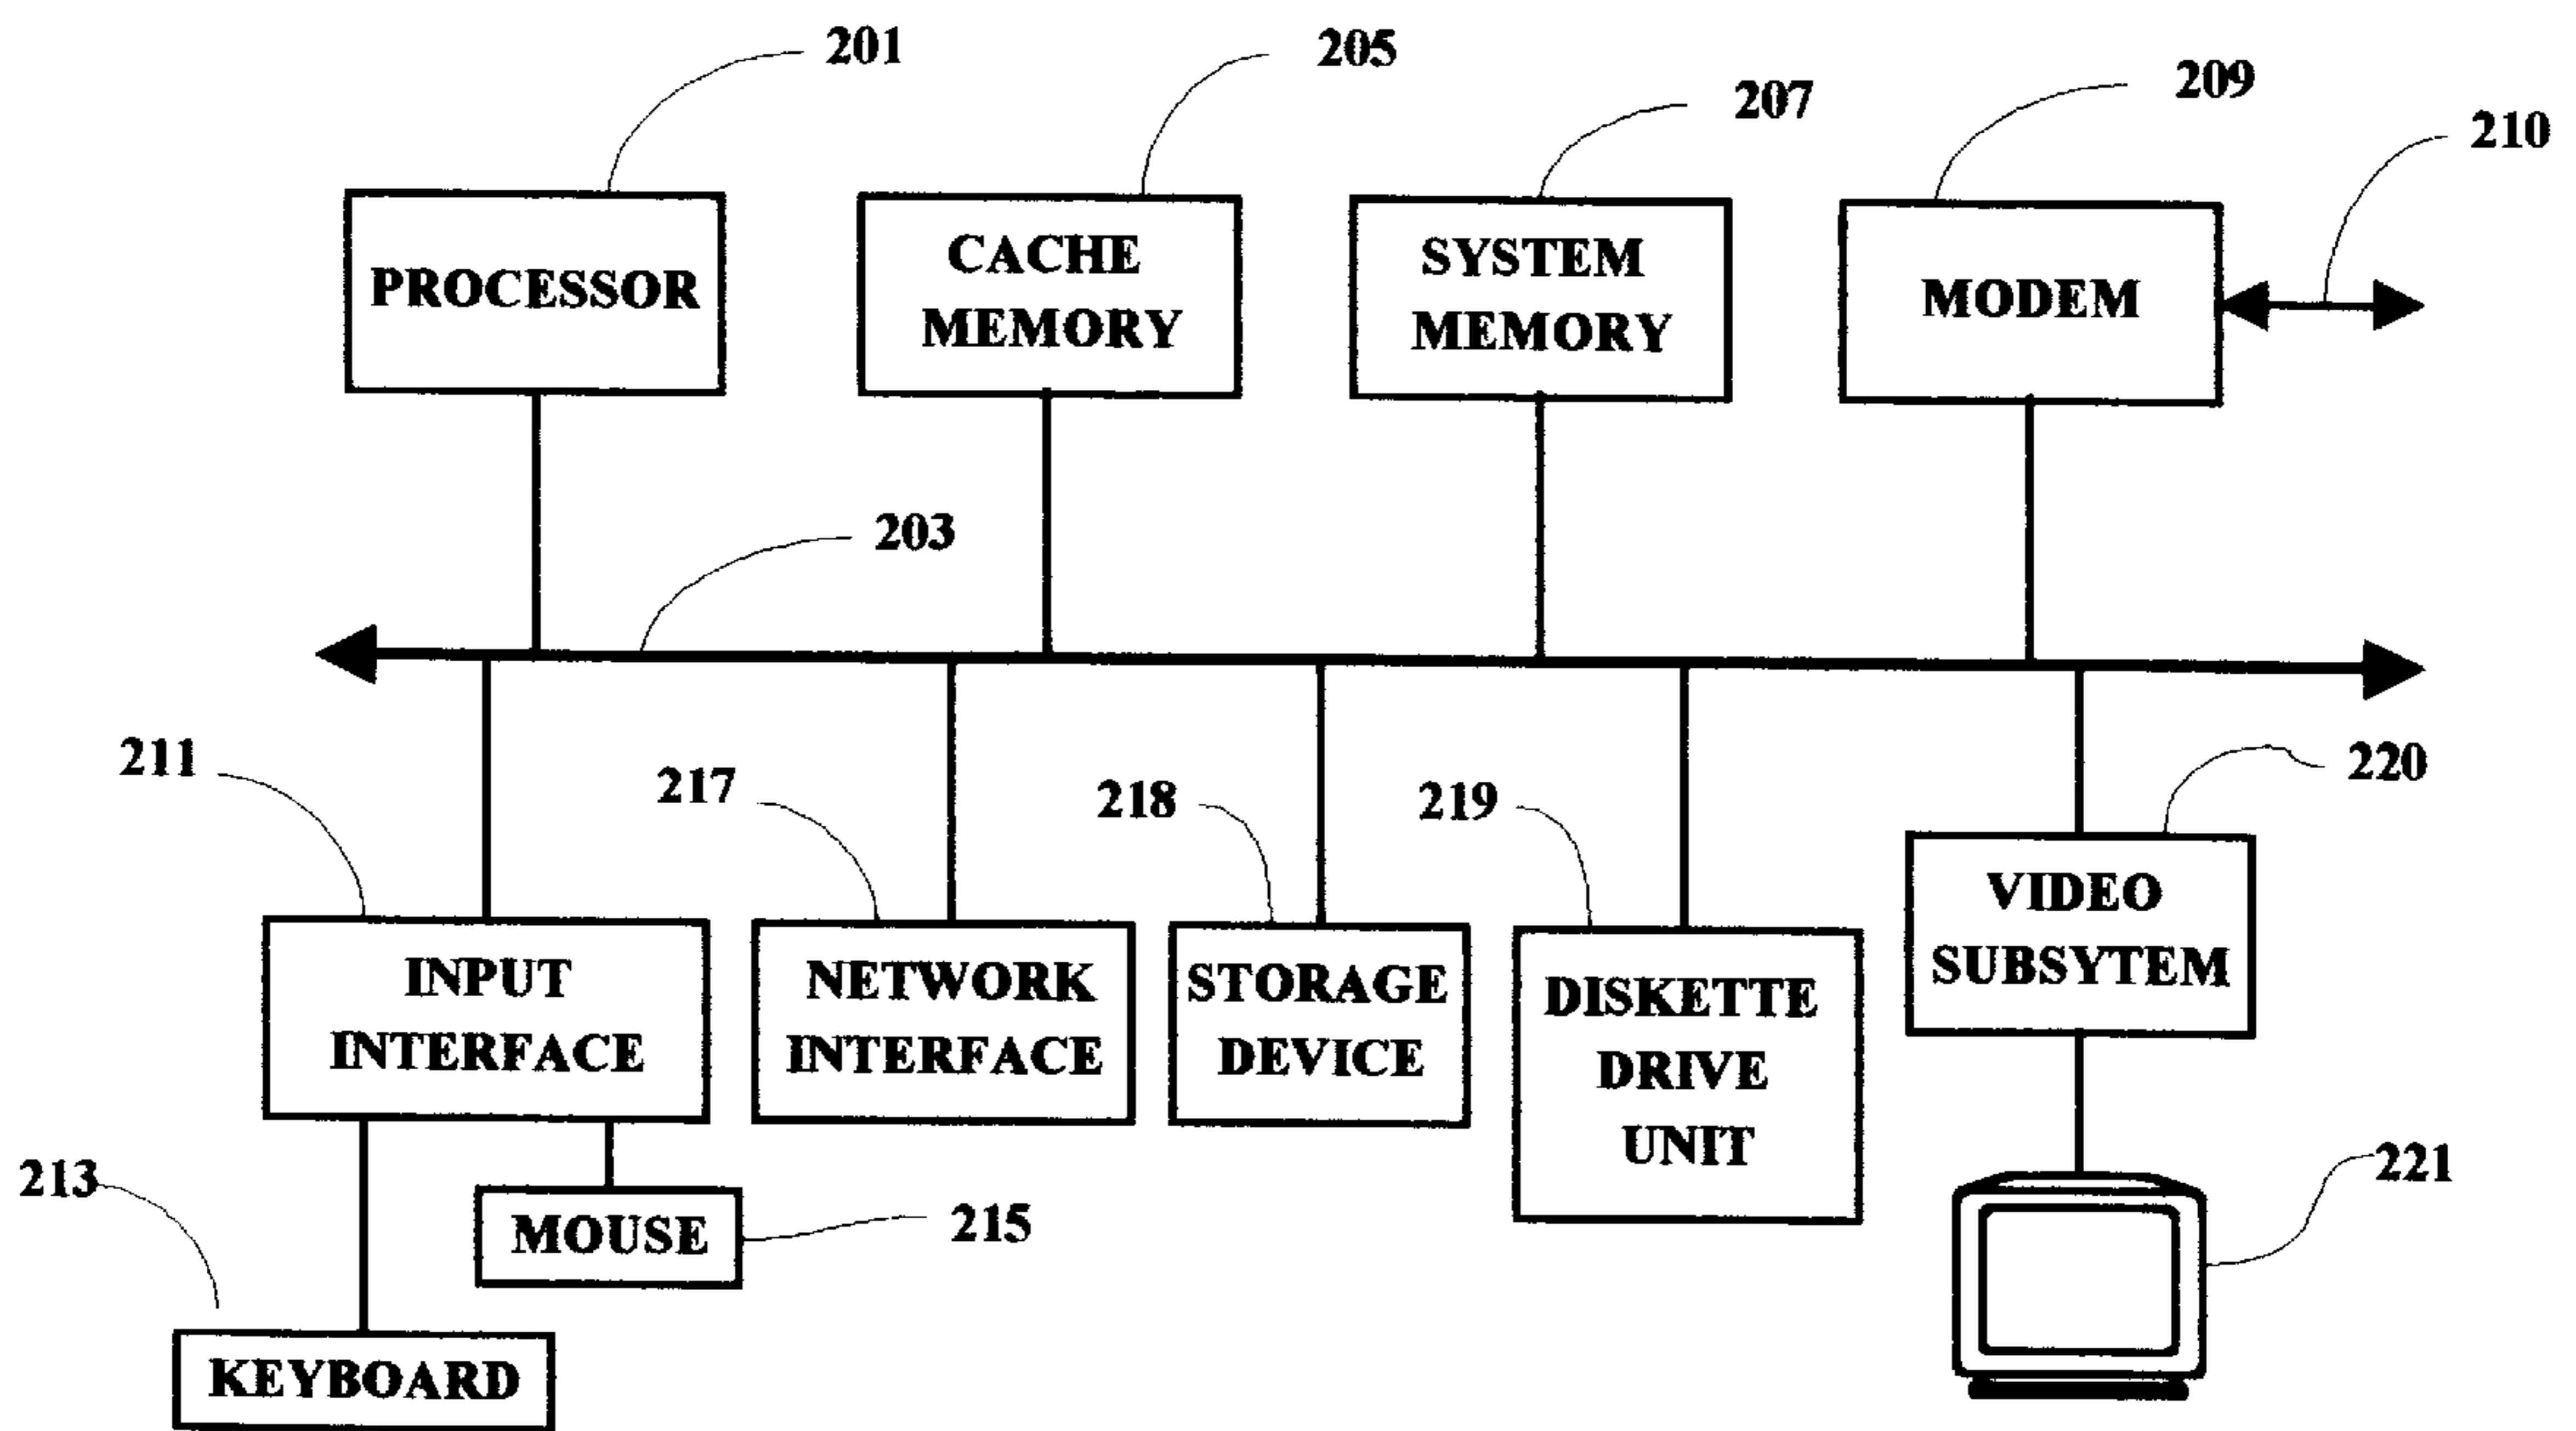 201
205
207
209
210
PROCESSOR
CACHE
MEMORY
SYSTEM
MEMORY
MODEM
203
211
217
218
219
220
INPUT
INTERFACE
NETWORK
INTERFACE
STORAGE
DEVICE
DISKETTE
DRIVE
UNIT
VIDEO
SUBSYTEM
213
MOUSE
215
221
KEYBOARD